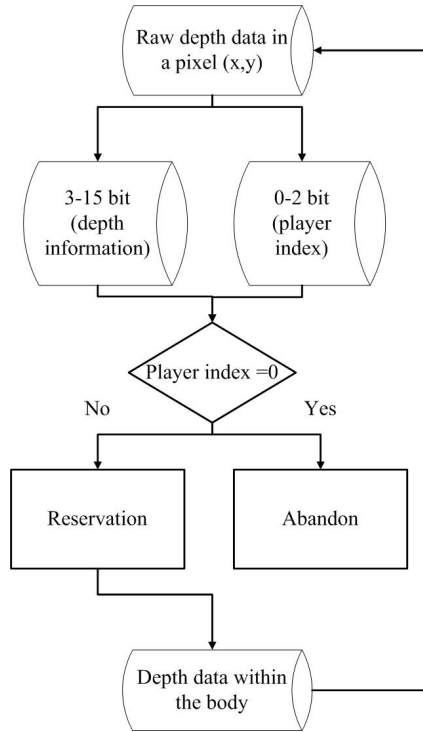 Raw depth data in
a pixel (x,y)
3-15 bit
(depth
information)
0-2 bit
(player
index)
Player index =0
No
Yes
Reservation
Abandon
Depth data within
the body